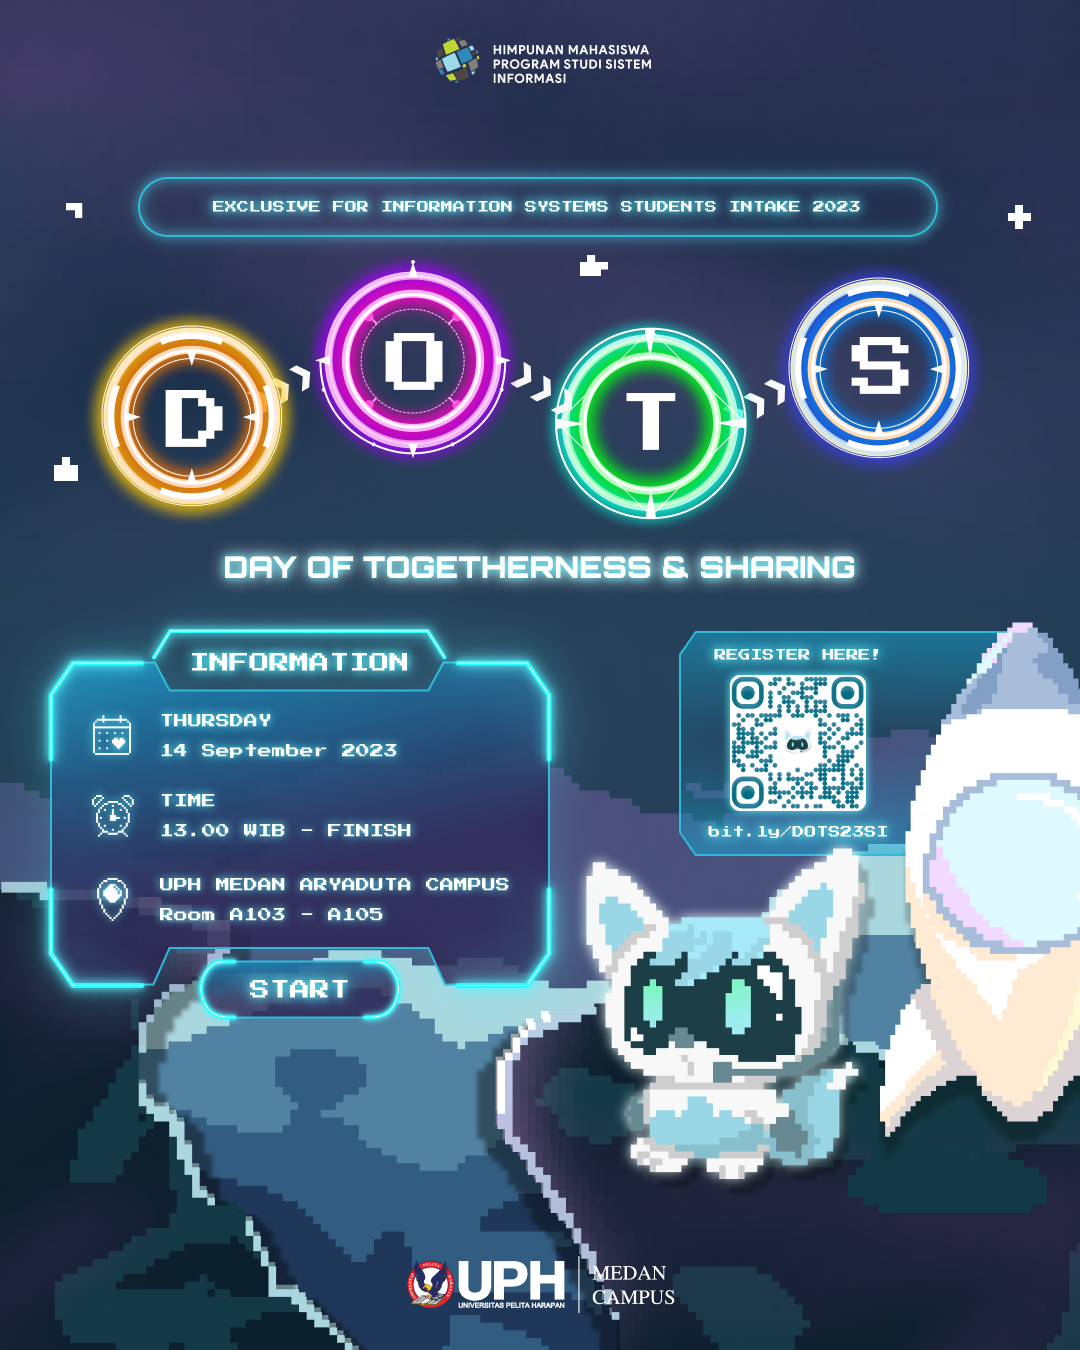 HIMPUNAN MAHASISWA
PROGRAM STUDI SISTEM
INFORMASI
EXCLUSIVE FOR INFORMATION SYSTEMS STUDENTS INTAKE 2023
D O T S
DAY OF TOGETHERNESS & SHARING
INFORMATION
THURSDAY
14 September 2023
TIME
13.00 WIB - FINISH
UPH MEDAN ARYADUTA CAMPUS
Room A103 - A105
START
REGISTER HERE!
bit.ly/DOTS23SI
UPH
UNIVERSITAS PELITA HARAPAN
MEDAN
CAMPUS